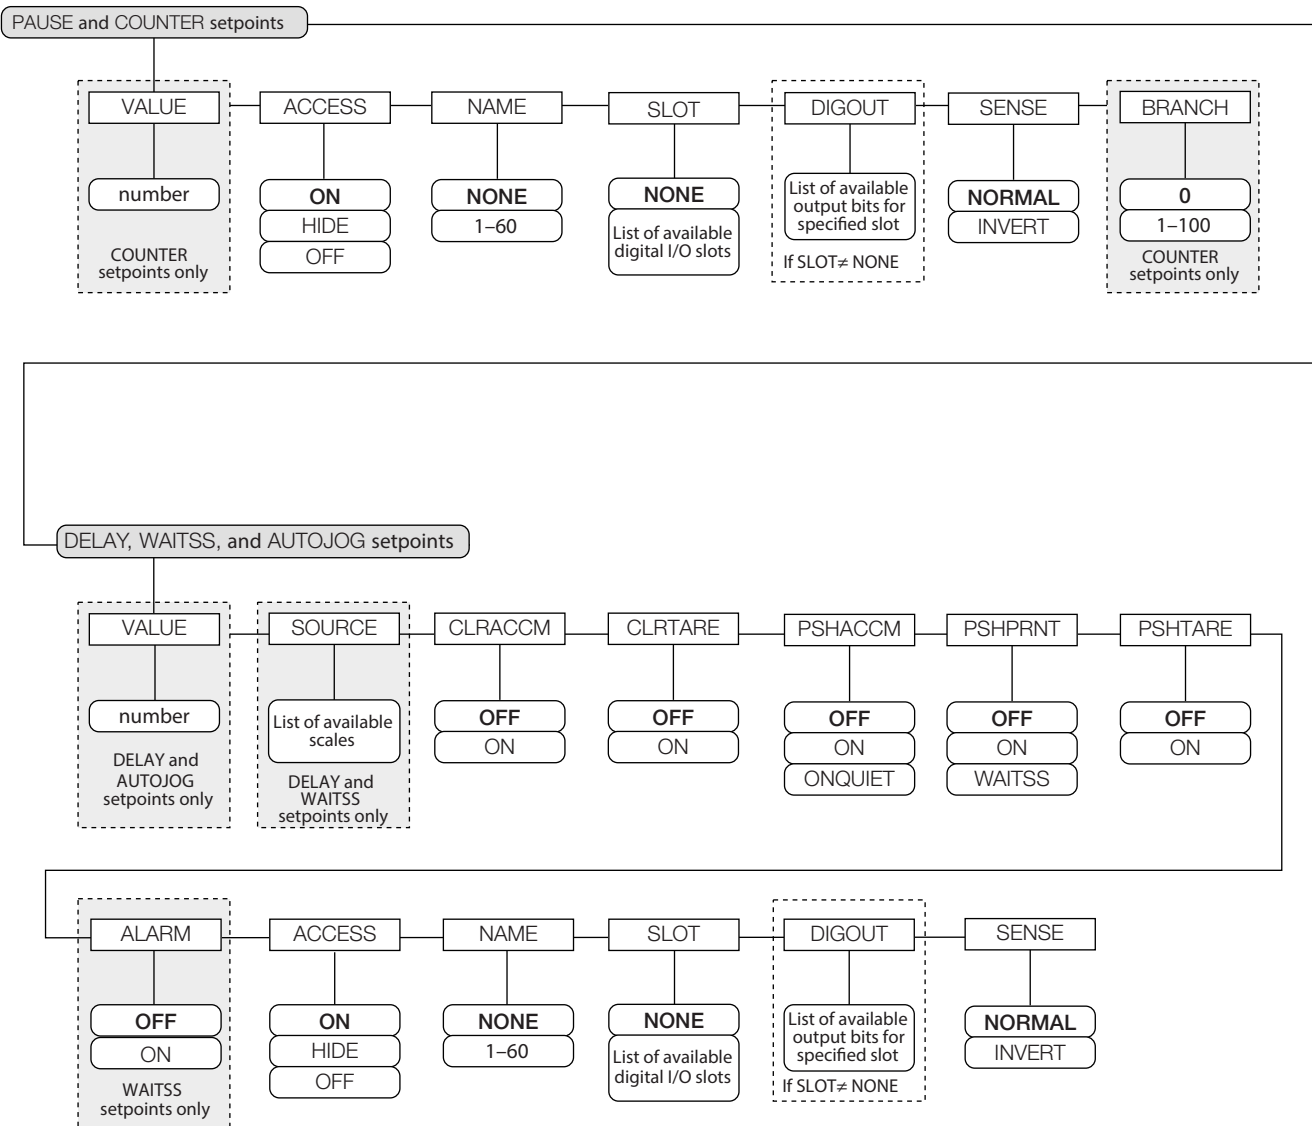 PAUSE and COUNTER setpoints
VALUE
number
COUNTER
setpoints only
ACCESS
ON
HIDE
OFF
NAME
NONE
1–60
SLOT
NONE
List of available
digital I/O slots
DIGOUT
List of available
output bits for
specified slot
If SLOT≠ NONE
SENSE
NORMAL
INVERT
BRANCH
0
1–100
COUNTER
setpoints only
DELAY, WAITSS, and AUTOJOG setpoints
VALUE
number
DELAY and
AUTOJOG
setpoints only
SOURCE
List of available
scales
DELAY and
WAITSS
setpoints only
CLRACCM
OFF
ON
CLRTARE
OFF
ON
PSHACCM
OFF
ON
ONQUIET
PSHPRNT
OFF
ON
WAITSS
PSHTARE
OFF
ON
ALARM
OFF
ON
WAITSS
setpoints only
ACCESS
ON
HIDE
OFF
NAME
NONE
1–60
SLOT
NONE
List of available
digital I/O slots
DIGOUT
List of available
output bits for
specified slot
If SLOT≠ NONE
SENSE
NORMAL
INVERT